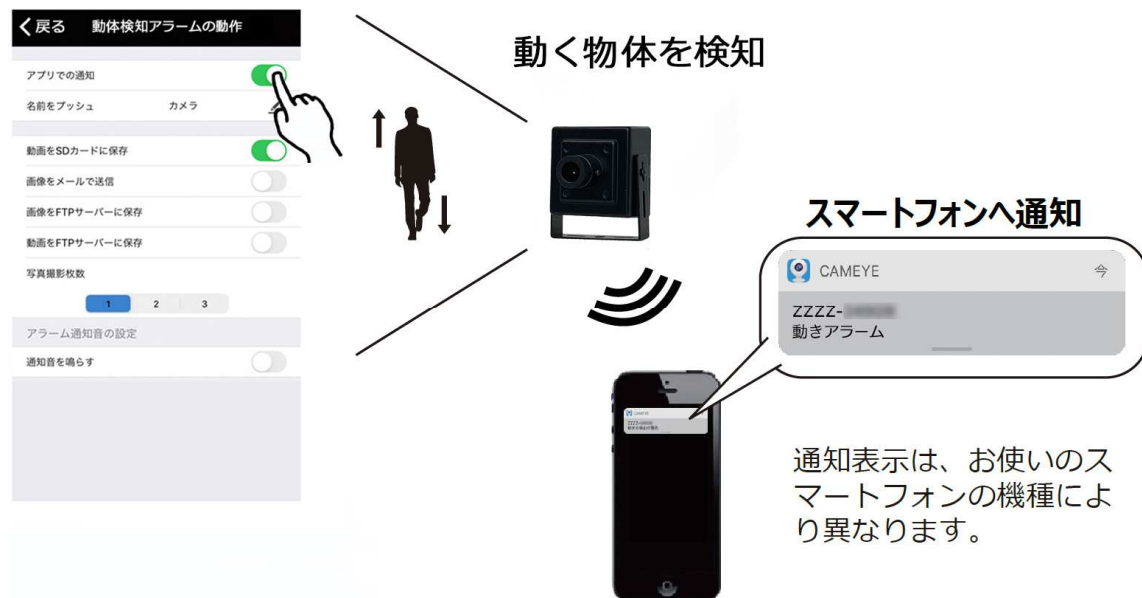 戻る 動体検知アラームの動作
アプリでの通知
名前をプッシュ カメラ
動画をSDカードに保存
画像をメールで送信
画像をFTPサーバーに保存
動画をFTPサーバーに保存
写真撮影枚数
1 2 3
アラーム通知音の設定
通知音を鳴らす
動く物体を検知
スマートフォンへ通知
CAMEYE 今
ZZZZ-
動きアラーム
CAMEYE
ZZZZ-
通知表示は、お使いのス
マートフォンの機種によ
り異なります。